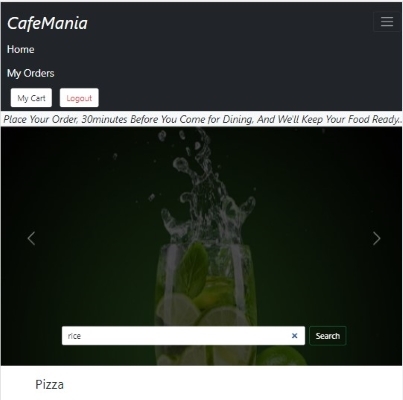 CafeMania
Home
My Orders
My Cart Logout
Place Your Order, 30minutes Before You Come for Dining, And We'll Keep Your Food Ready..
rice × Search
Pizza